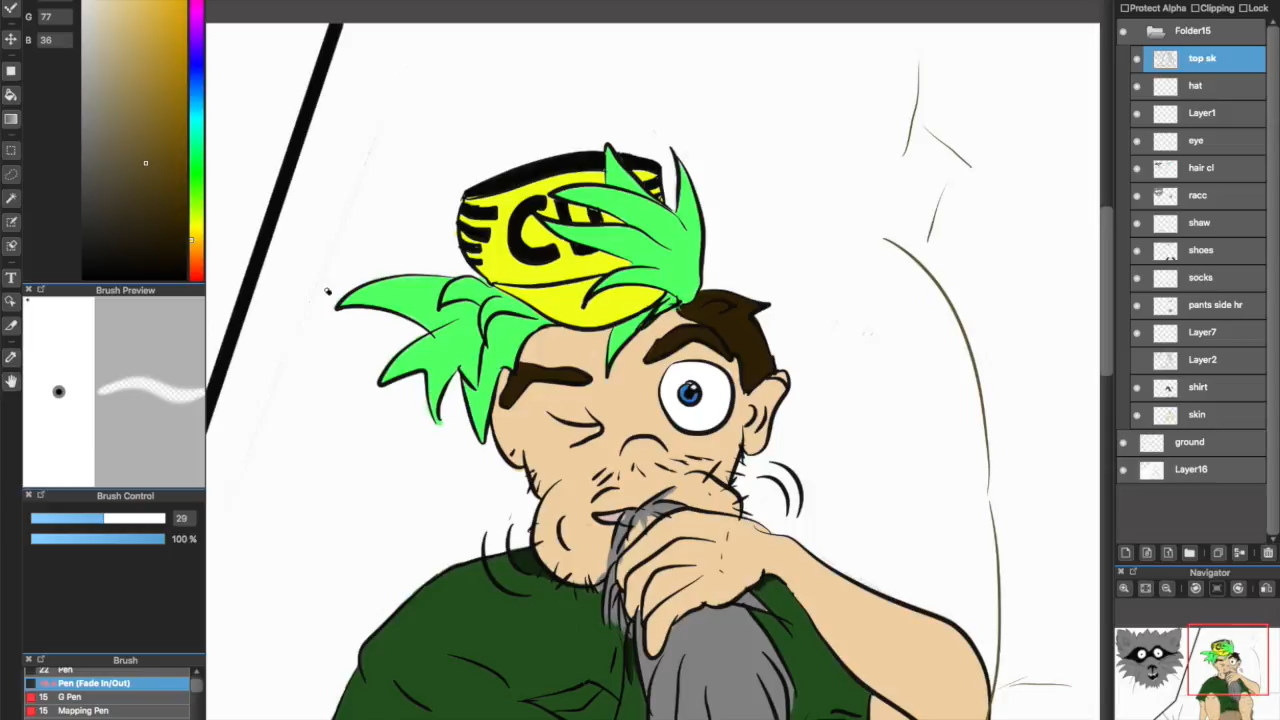 G 77
B 36
Protect Alpha Clipping Lock
Folder15
top sk
hat
Layer1
eye
hair cl
racc
shaw
shoes
socks
pants side hr
Layer7
Layer2
shirt
skin
ground
Layer16
Brush Preview
Brush Control
29
100 %
Brush
22 Pen
Pen (Fade In/Out)
15 G Pen
15 Mapping Pen
Navigator
T